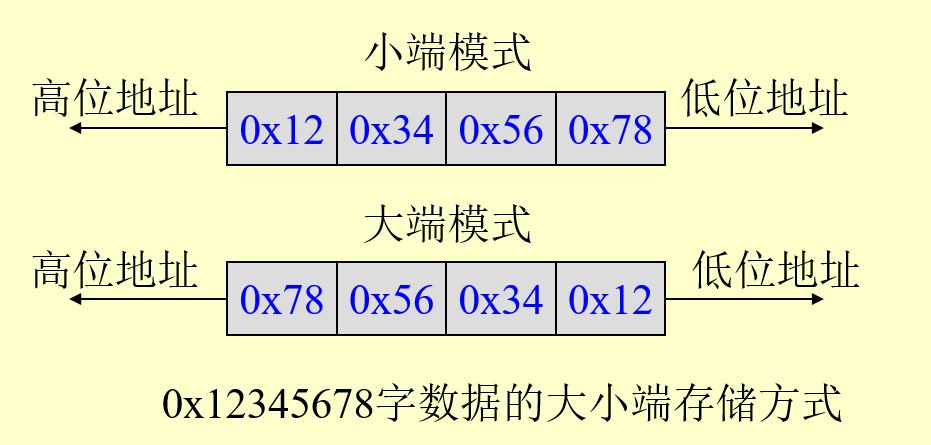 小端模式
高位地址 0x12 0x34 0x56 0x78 低位地址
大端模式
高位地址 0x78 0x56 0x34 0x12 低位地址
0x12345678字数据的大小端存储方式